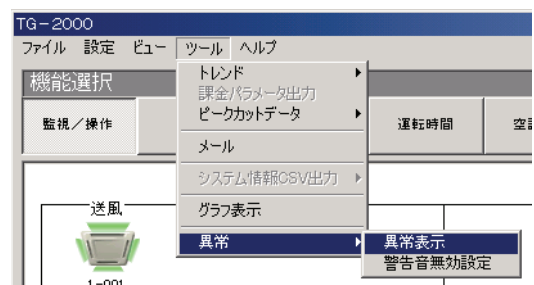 TG-2000
ファイル 設定 ビュー ツール ヘルプ
機能選択
監視／操作
運転時間
トレンド
課金パラメータ出力
ピークカットデータ
メール
システム情報CSV出力
グラフ表示
異常
異常表示
警告音無効設定
送風